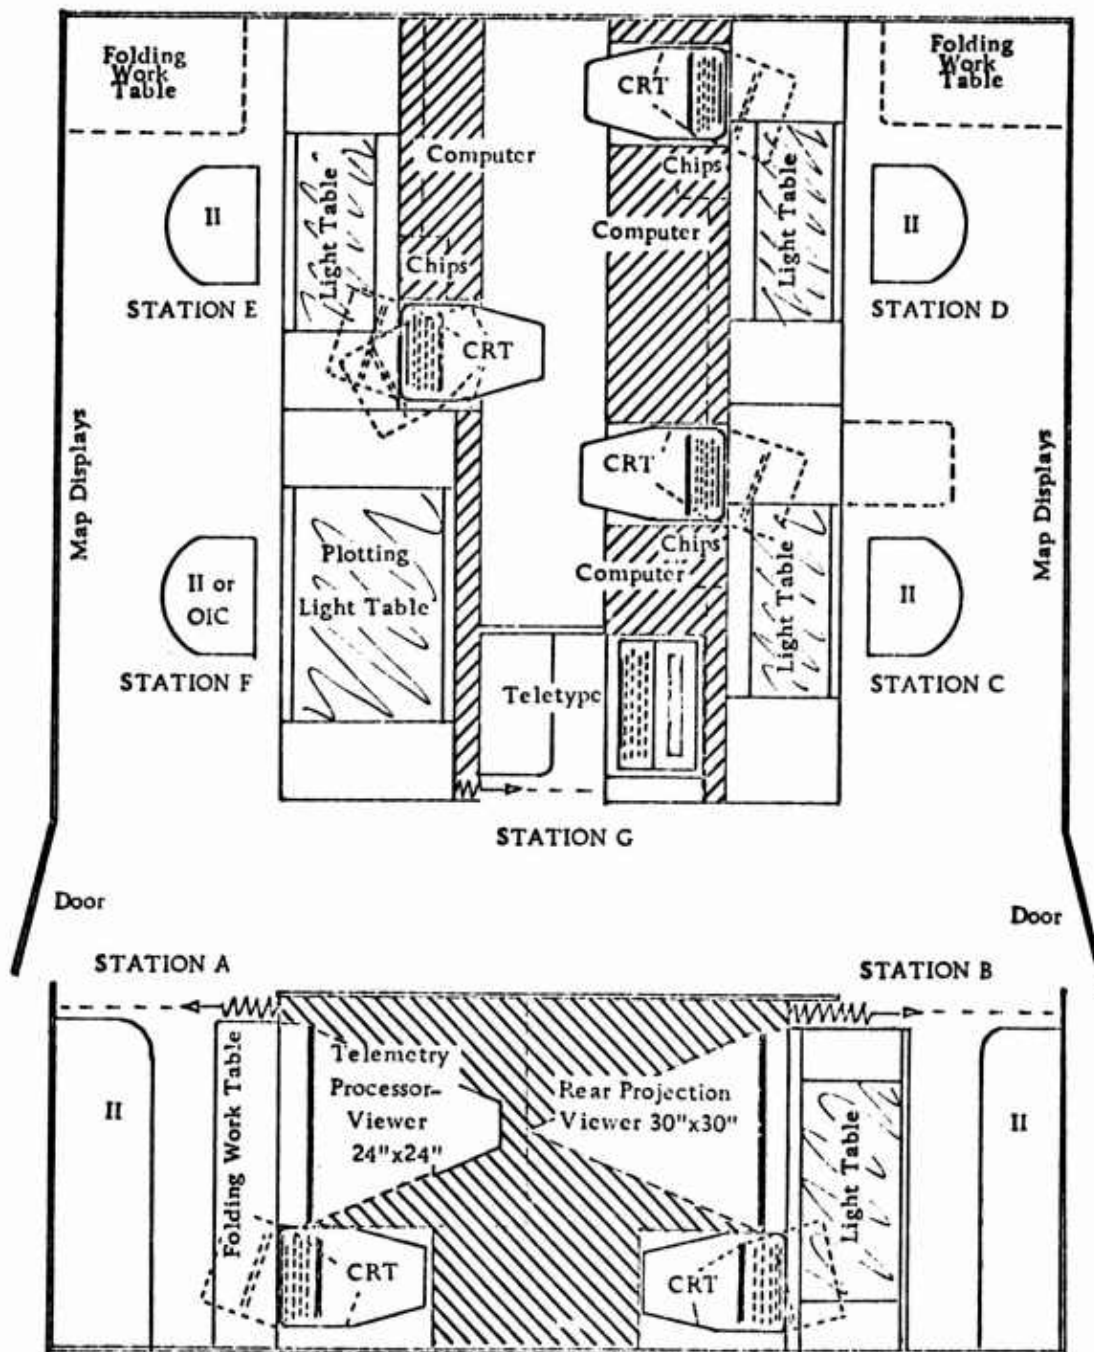 Folding
Work
Table
Folding
Work
Table
CRT
Computer
Chips
Light Table
Light Table
II
II
Computer
Chips
STATION E
STATION D
CRT
CRT
Map Displays
Map Displays
Plotting
Light Table
Chips
Computer
Light Table
II or
OIC
II
STATION F
STATION C
Teletype
STATION G
Door
Door
STATION A
STATION B
Folding Work Table
Telemetry
Processor-
Viewer
24"x24"
Rear Projection
Viewer 30"x30"
II
II
Light Table
CRT
CRT